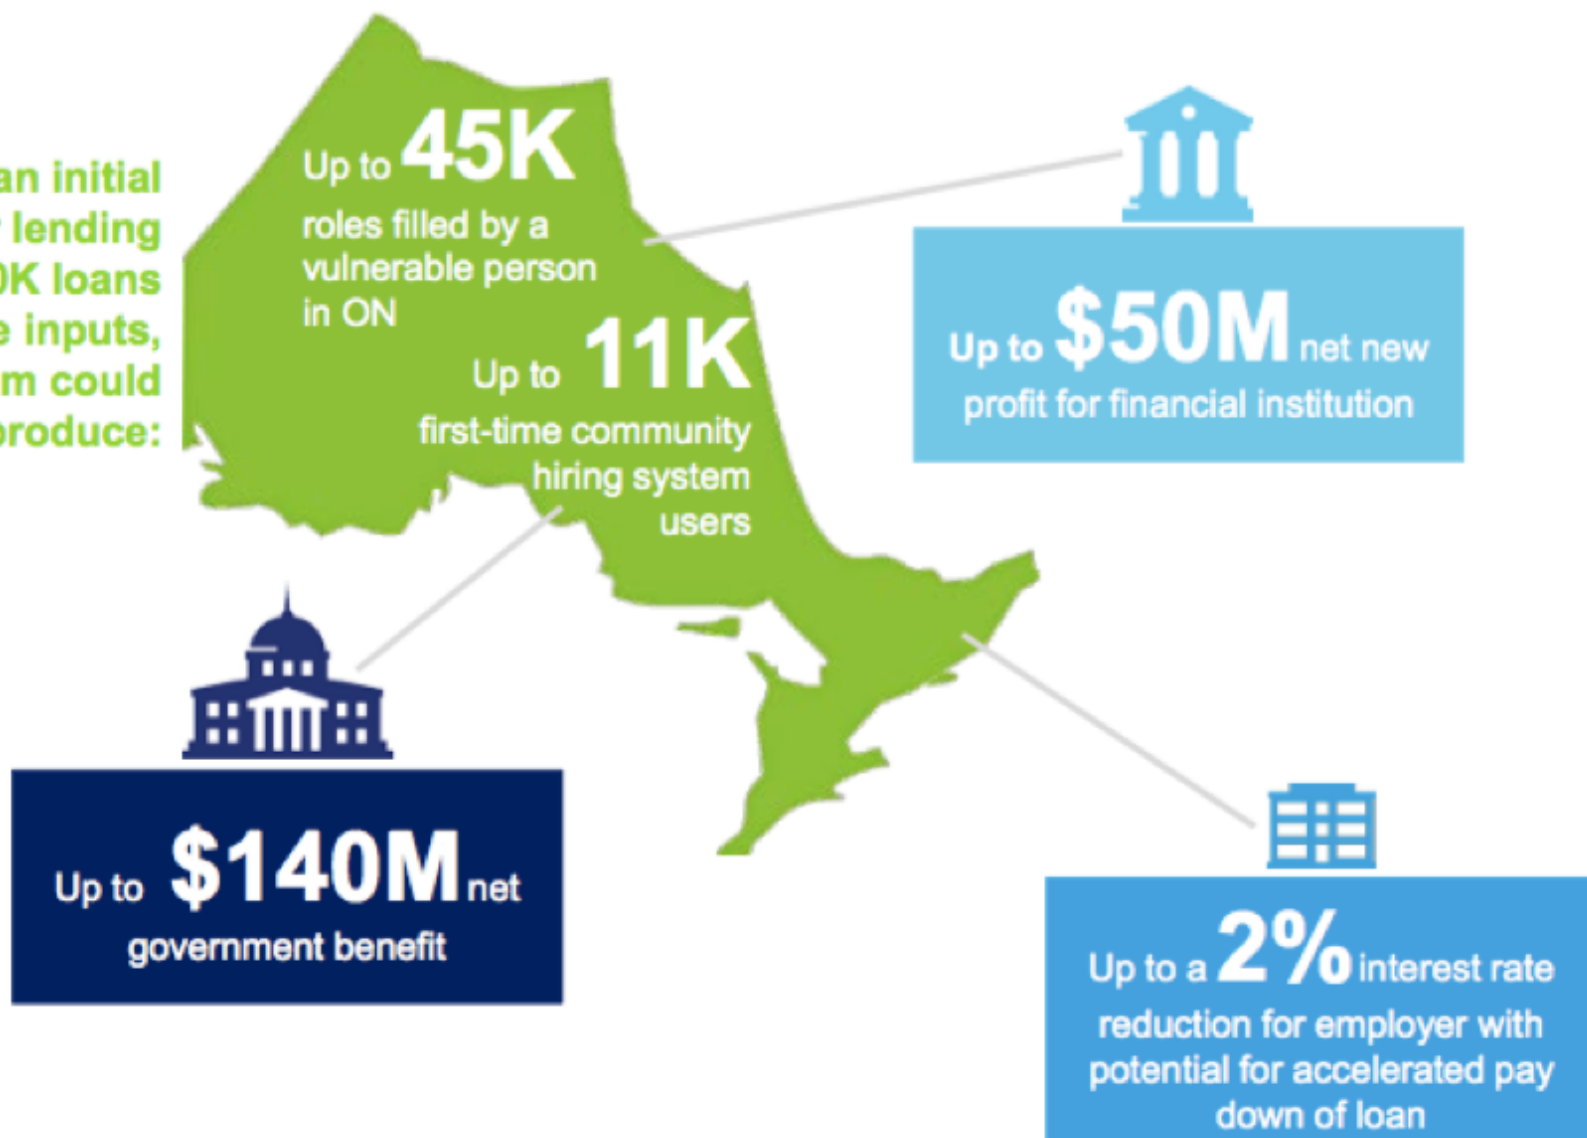 an initial
lending
0K loans
e inputs,
m could
produce:
Up to 45K
roles filled by a
vulnerable person
in ON
Up to 11K
first-time community
hiring system
users
Up to $50M net new
profit for financial institution
Up to $140M net
government benefit
Up to a 2% interest rate
reduction for employer with
potential for accelerated pay
down of loan